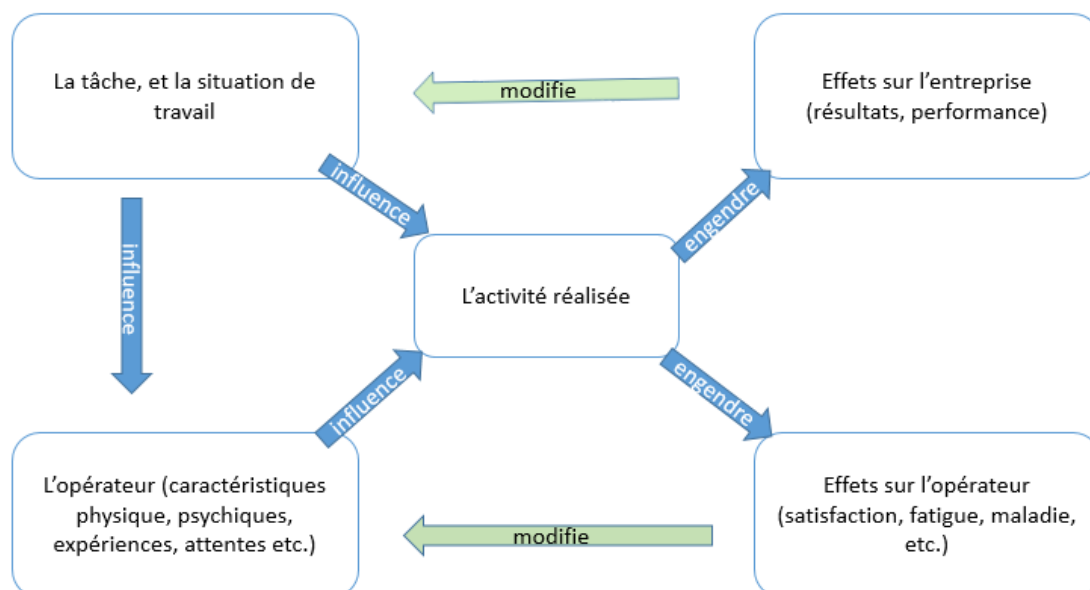 La tâche, et la situation de
travail
modifie
Effets sur l’entreprise
(résultats, performance)
influence
influence
engendre
L’activité réalisée
influence
engendre
L’opérateur (caractéristiques
physique, psychiques,
expériences, attentes etc.)
modifie
Effets sur l’opérateur
(satisfaction, fatigue, maladie,
etc.)